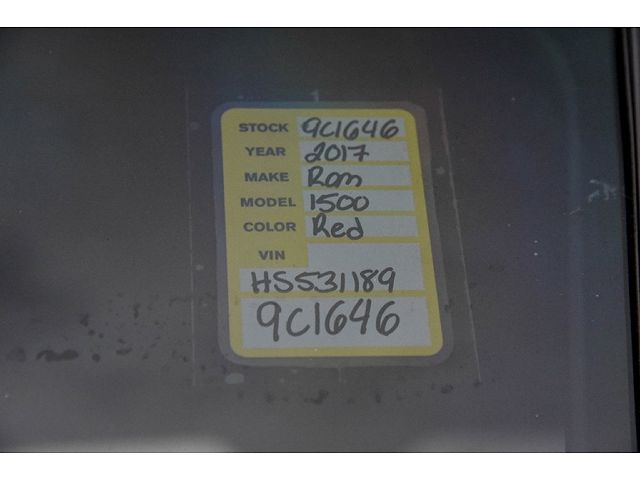 STOCK 9C1646
YEAR 2017
MAKE Ram
MODEL 1500
COLOR Red
VIN
HS531189
9C1646